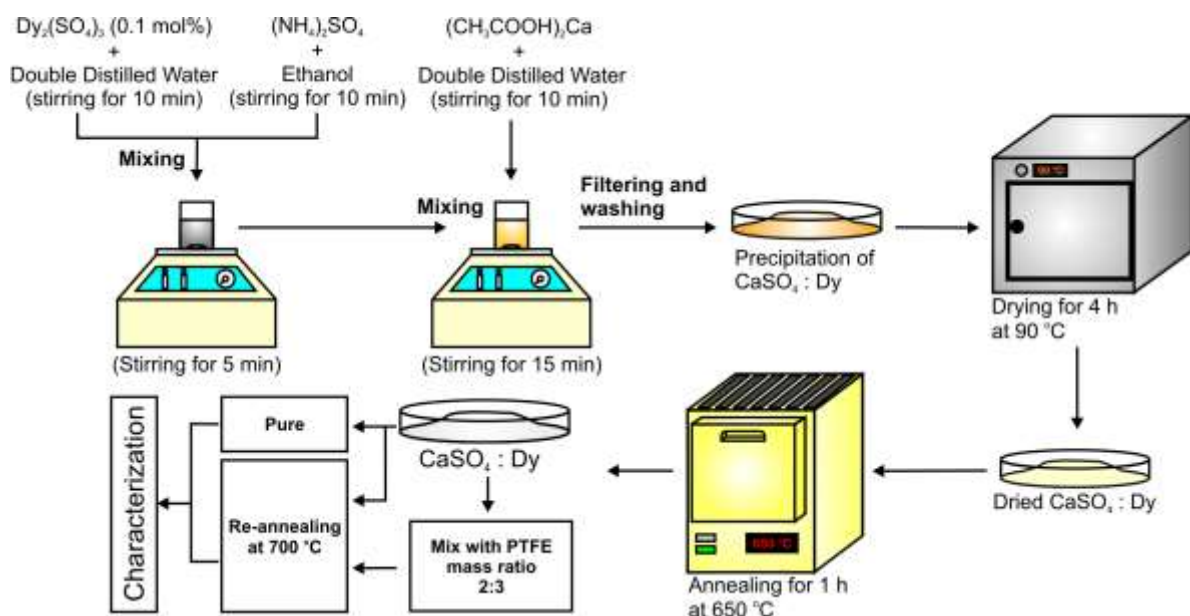 Dy₂(SO₄)₃ (0.1 mol%)
+
Double Distilled Water
(stirring for 10 min)
(NH₄)₂SO₄
+
Ethanol
(stirring for 10 min)
(CH₃COOH)₂Ca
+
Double Distilled Water
(stirring for 10 min)
Mixing
(Stirring for 5 min)
Mixing
(Stirring for 15 min)
Filtering and
washing
Precipitation of
CaSO₄ : Dy
90 °C
Drying for 4 h
at 90 °C
Dried CaSO₄ : Dy
650 °C
Annealing for 1 h
at 650 °C
CaSO₄ : Dy
Mix with PTFE
mass ratio
2:3
Pure
Re-annealing
at 700 °C
Characterization